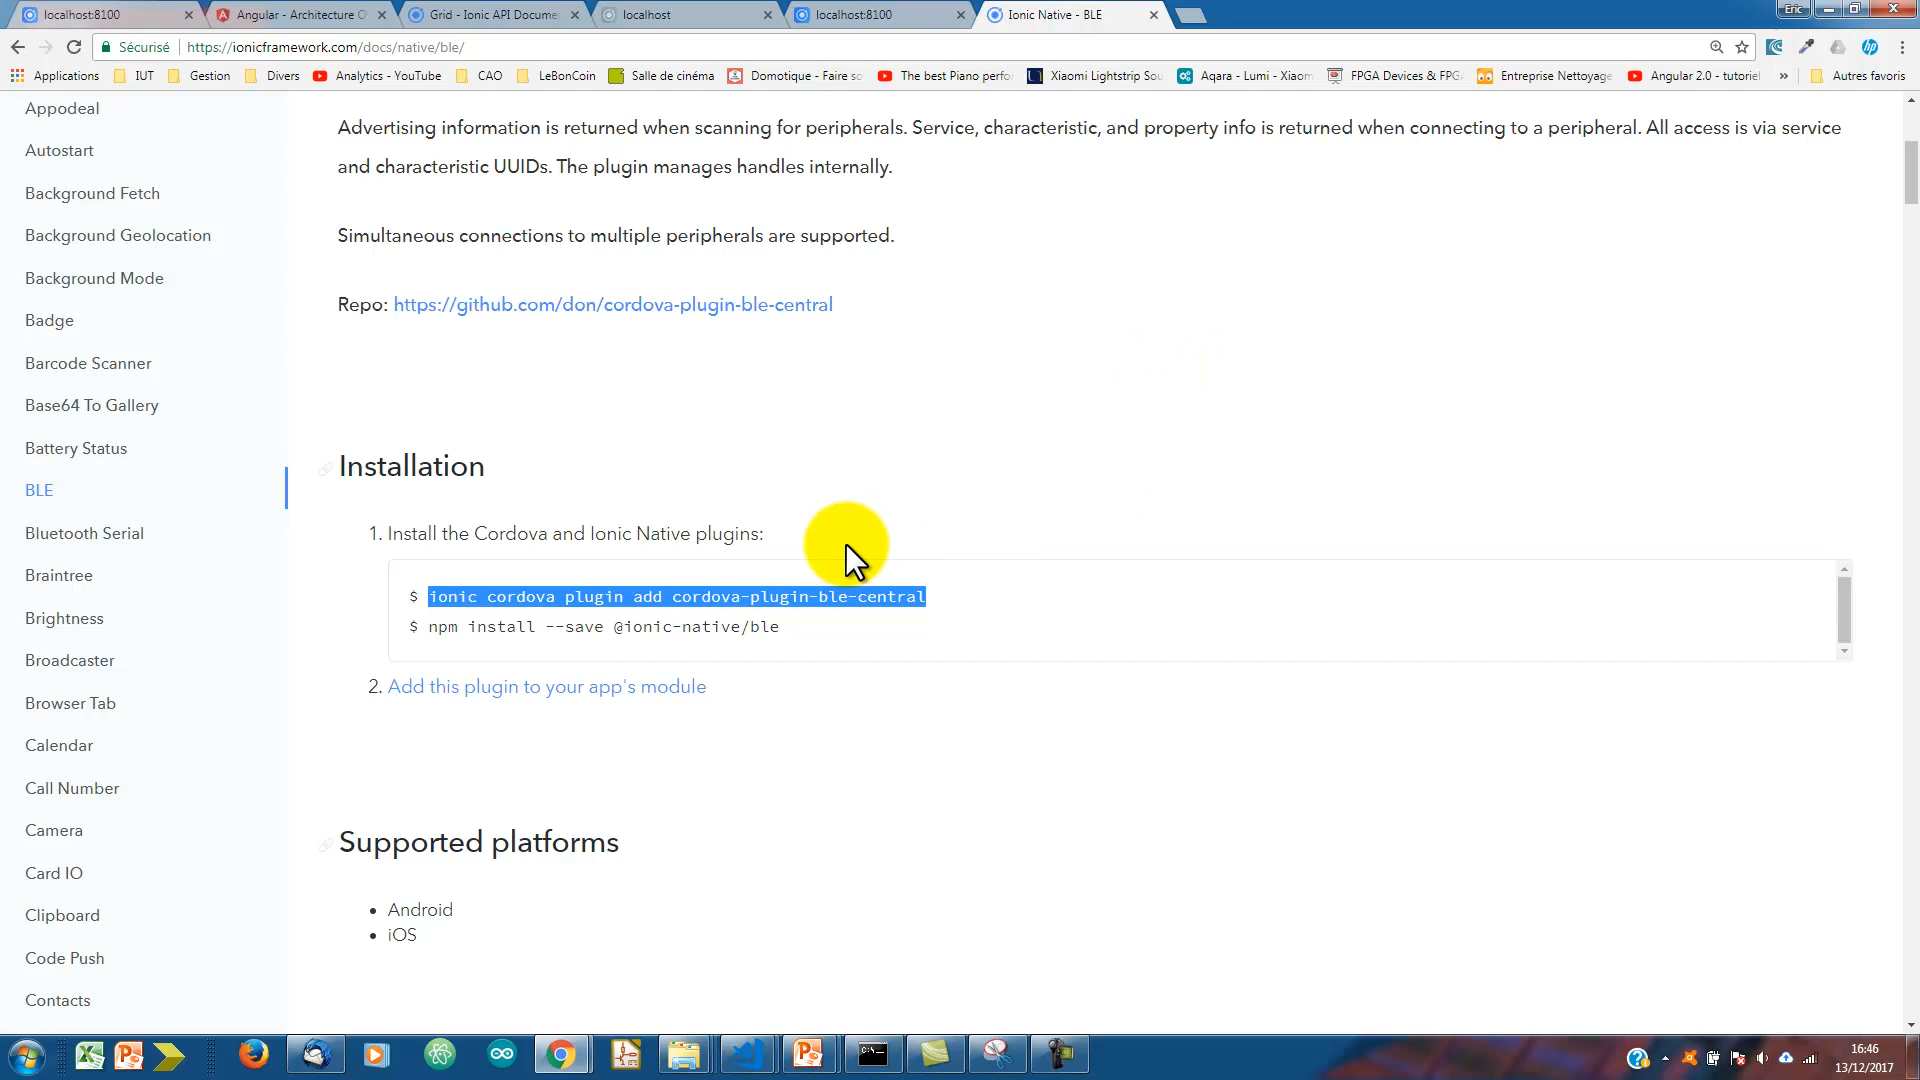 localhost:8100
Angular - Architecture O
Grid - Ionic API Docume
localhost
localhost:8100
Ionic Native - BLE
Eric
Sécurisé
https://ionicframework.com/docs/native/ble/
Applications
IUT
Gestion
Divers
Analytics - YouTube
CAO
LeBonCoin
Salle de cinéma
Domotique - Faire so
The best Piano perfo
Xiaomi Lightstrip Sou
Aqara - Lumi - Xiaom
FPGA Devices & FPG
Entreprise Nettoyage
Angular 2.0 - tutoriel
»
Autres favoris
Appodeal
Autostart
Background Fetch
Background Geolocation
Background Mode
Badge
Barcode Scanner
Base64 To Gallery
Battery Status
BLE
Bluetooth Serial
Braintree
Brightness
Broadcaster
Browser Tab
Calendar
Call Number
Camera
Card IO
Clipboard
Code Push
Contacts
Advertising information is returned when scanning for peripherals. Service, characteristic, and property info is returned when connecting to a peripheral. All access is via service
and characteristic UUIDs. The plugin manages handles internally.
Simultaneous connections to multiple peripherals are supported.
Repo: https://github.com/don/cordova-plugin-ble-central
Installation
1. Install the Cordova and Ionic Native plugins:
$ ionic cordova plugin add cordova-plugin-ble-central
$ npm install --save @ionic-native/ble
2. Add this plugin to your app's module
Supported platforms
• Android
• iOS
16:46
13/12/2017